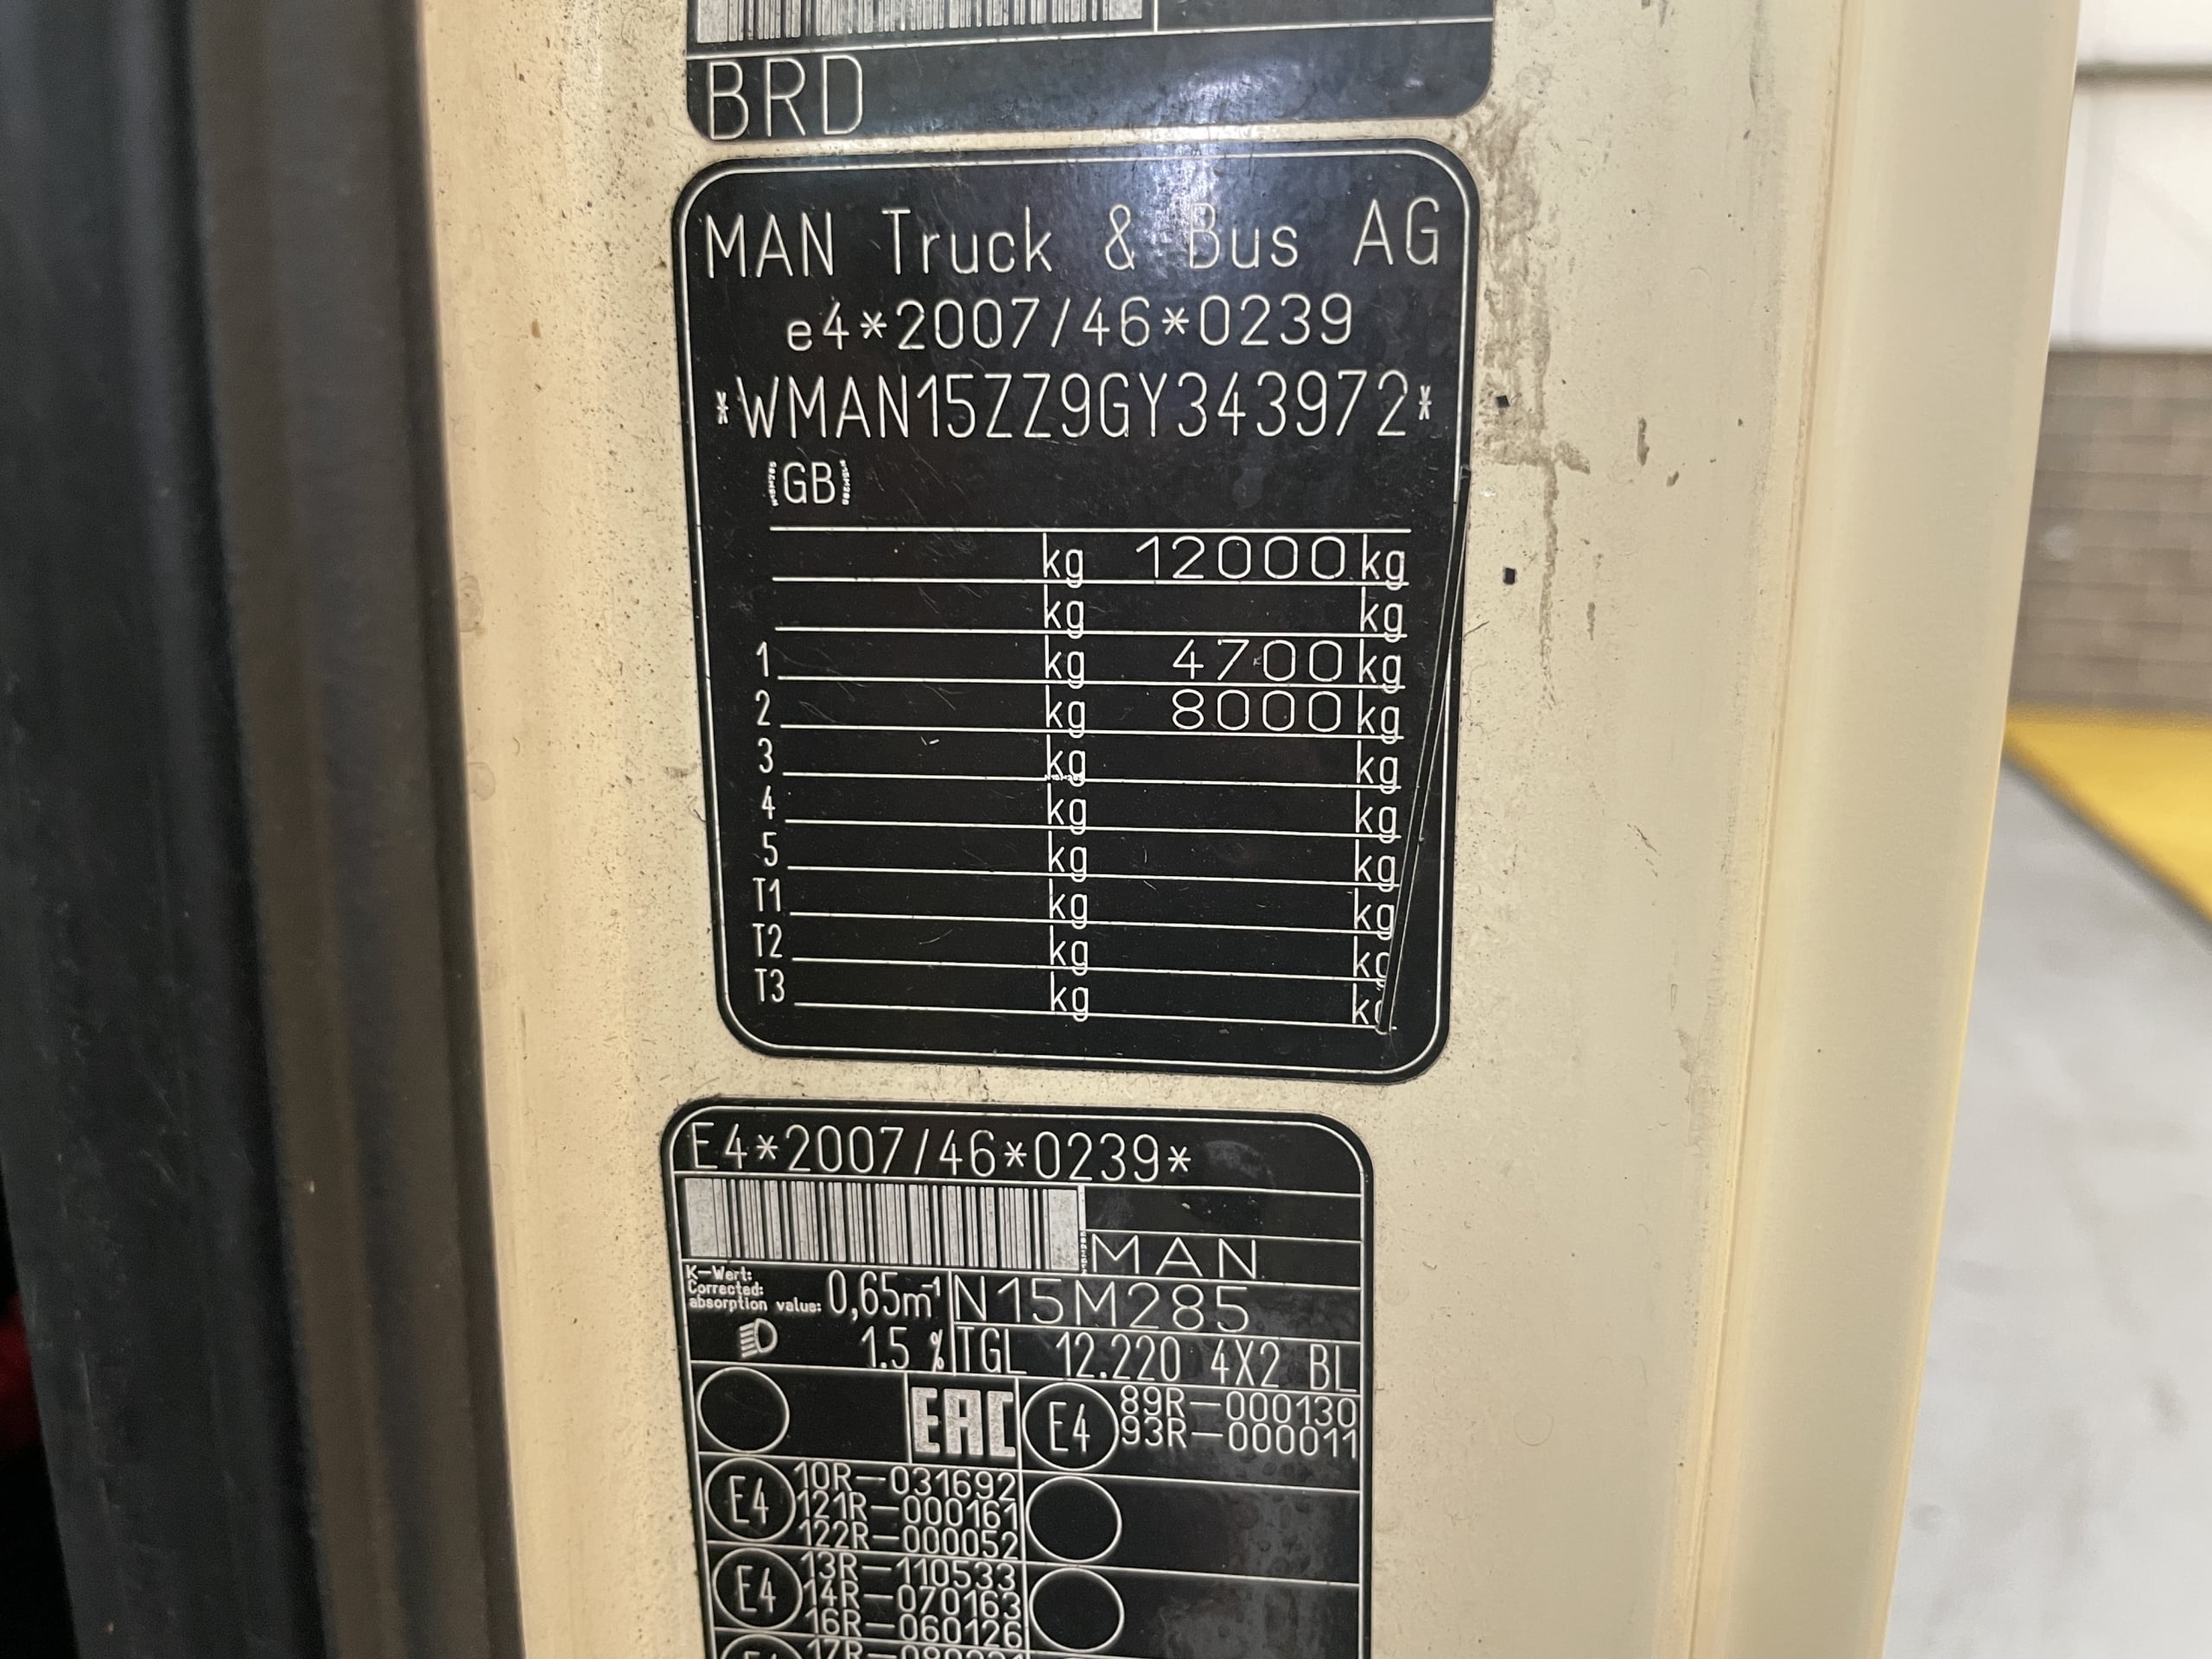 BRD
MAN Truck & Bus AG
e4*2007/46*0239
*WMAN15ZZ9GY343972*
GB
kg 12000 kg
kg kg
1 kg 4700 kg
2 kg 8000 kg
3 kg kg
4 kg kg
5 kg kg
T1 kg kg
T2 kg kg
T3 kg kg
E4*2007/46*0239*
MAN
K-Wert:
Corrected:
absorption value: 0,65m⁻¹
N15M285
1.5 %
TGL 12.220 4X2 BL
EAC
E4 89R-000130
93R-000011
E4 10R-031692
121R-000161
122R-000052
E4 13R-110533
14R-070163
16R-060126